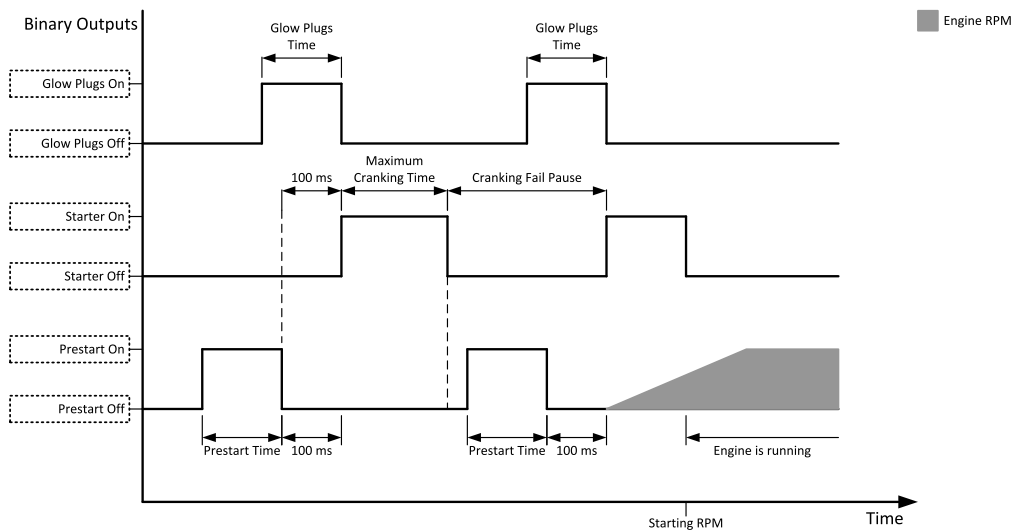 Binary Outputs
Engine RPM
Glow Plugs
Time
Glow Plugs
Time
Glow Plugs On
Glow Plugs Off
Maximum
100 ms
Cranking Time
Cranking Fail Pause
Starter On
Starter Off
Prestart On
Prestart Off
Prestart Time
100 ms
Prestart Time
100 ms
Engine is running
Time
Starting RPM